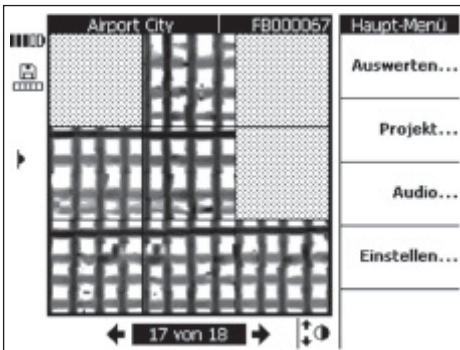 Airport City FB000067 Haupt-Menü
Auswerten...
Projekt...
Audio...
Einstellen...
17 von 18